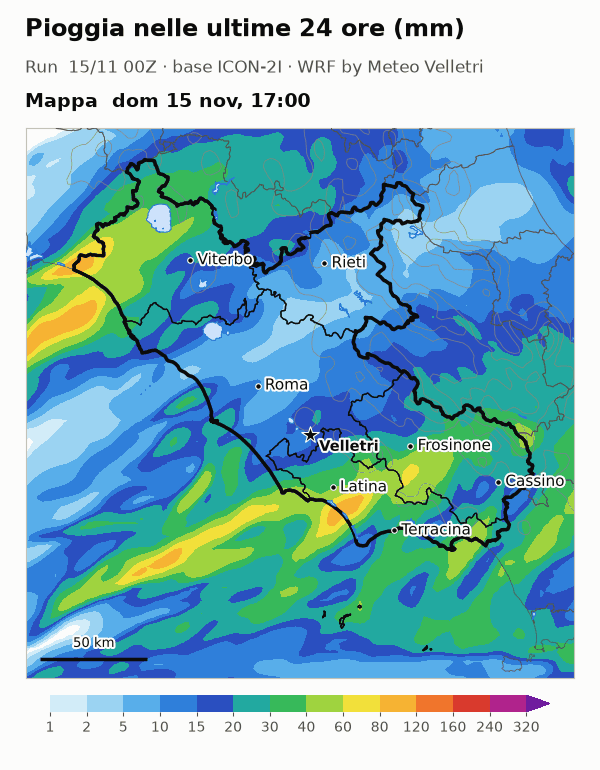 Pioggia nelle ultime 24 ore (mm)
Run 15/11 00Z · base ICON-2I · WRF by Meteo Velletri
Mappa dom 15 nov, 17:00
Viterbo
Rieti
Roma
Velletri
Frosinone
Latina
Cassino
Terracina
50 km
1 2 5 10 15 20 30 40 60 80 120 160 240 320